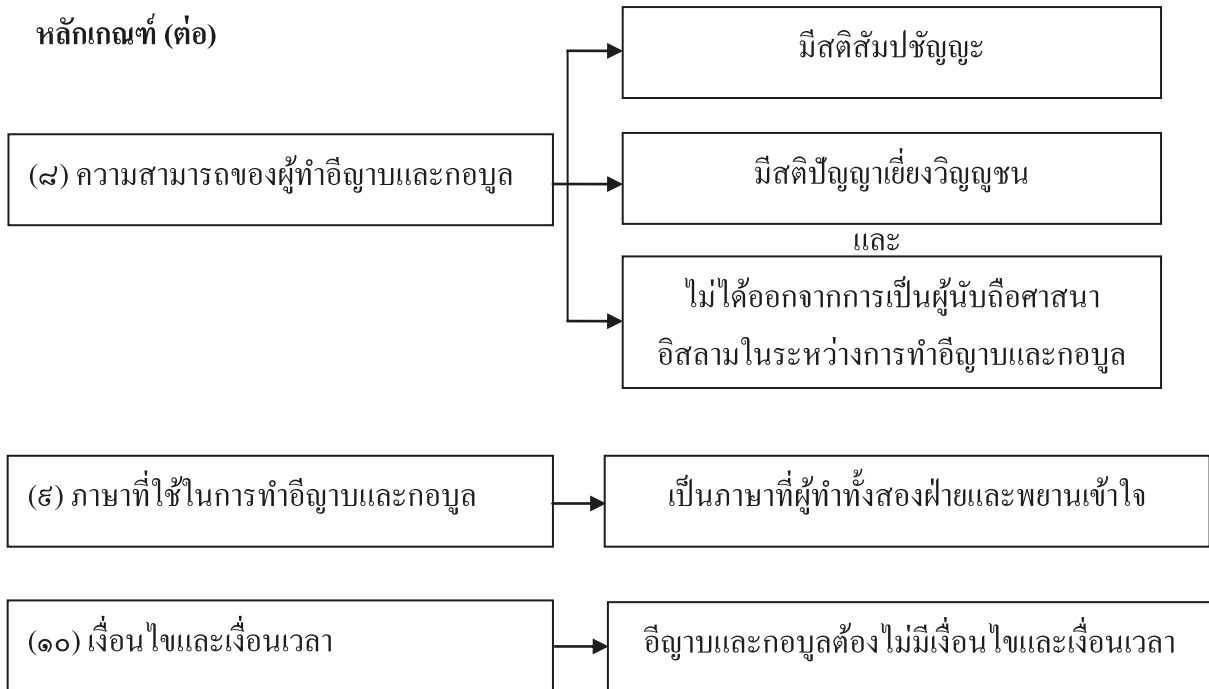 หลักเกณฑ์ (ต่อ)
มีสติสัมปชัญญะ
(๘) ความสามารถของผู้ทำอีญาบและกอบูล
มีสติปัญญาเยี่ยงวิญญูชน
และ
ไม่ได้ออกจากการเป็นผู้นับถือศาสนา
อิสลามในระหว่างการทำอีญาบและกอบูล
(๙) ภาษาที่ใช้ในการทำอีญาบและกอบูล
เป็นภาษาที่ผู้ทำทั้งสองฝ่ายและพยานเข้าใจ
(๑๐) เงื่อนไขและเงื่อนเวลา
อีญาบและกอบูลต้องไม่มีเงื่อนไขและเงื่อนเวลา